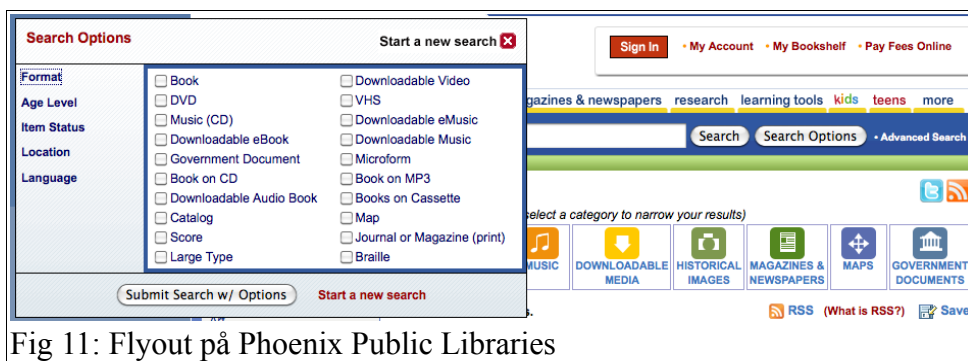 Search Options
Start a new search
Sign In • My Account • My Bookshelf • Pay Fees Online
Format
Age Level
Item Status
Location
Language
Book
DVD
Music (CD)
Downloadable eBook
Government Document
Book on CD
Downloadable Audio Book
Catalog
Score
Large Type
Downloadable Video
VHS
Downloadable eMusic
Downloadable Music
Microform
Book on MP3
Books on Cassette
Map
Journal or Magazine (print)
Braille
Submit Search w/ Options Start a new search
& newspapers research learning tools kids teens more
Search Search Options • Advanced Search
select a category to narrow your results)
MUSIC
DOWNLOADABLE
MEDIA
HISTORICAL
IMAGES
MAGAZINES &
NEWSPAPERS
MAPS
GOVERNMENT
DOCUMENTS
RSS (What is RSS?) Save
Fig 11: Flyout på Phoenix Public Libraries